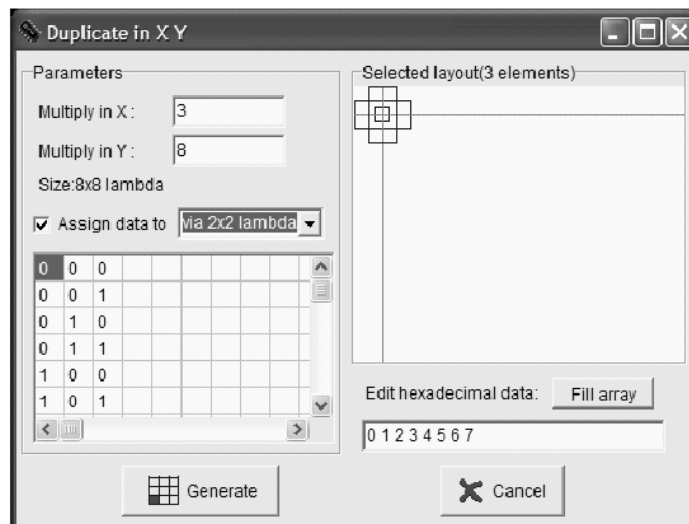 Duplicate in X Y
Parameters
Multiply in X : 3
Multiply in Y : 8
Size:8x8 lambda
Assign data to via 2x2 lambda
0 0 0
0 0 1
0 1 0
0 1 1
1 0 0
1 0 1
Selected layout(3 elements)
Edit hexadecimal data: Fill array
0 1 2 3 4 5 6 7
Generate
Cancel